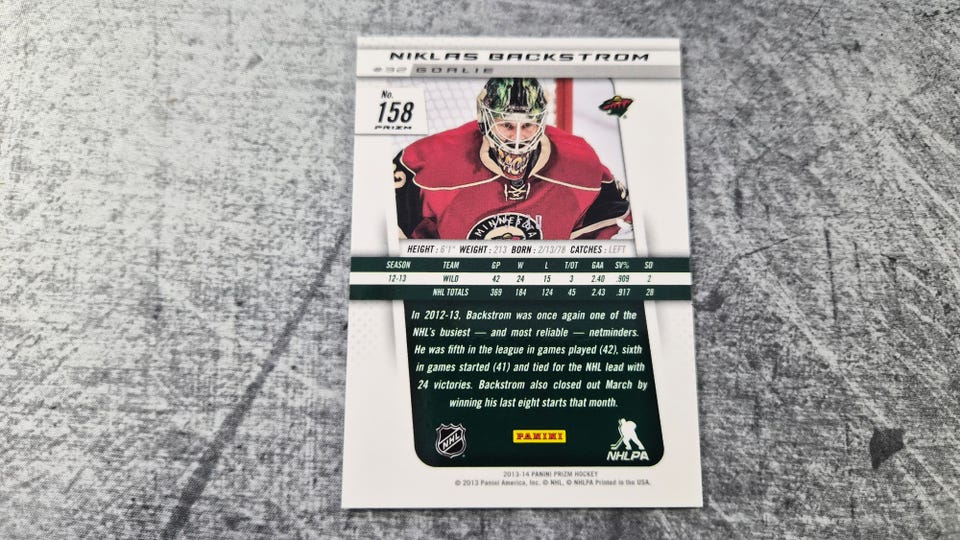 NIKLAS BACKSTROM
#32 GOALIE
No.
158
PRIZM
MINNESOTA
HEIGHT: 6'1" WEIGHT: 213 BORN: 2/13/78 CATCHES: LEFT
SEASON TEAM GP W L T/OT GAA SV% SO
12-13 WILD 42 24 15 3 2.40 .909 2
NHL TOTALS 369 184 124 45 2.43 .917 28
In 2012-13, Backstrom was once again one of the
NHL's busiest — and most reliable — netminders.
He was fifth in the league in games played (42), sixth
in games started (41) and tied for the NHL lead with
24 victories. Backstrom also closed out March by
winning his last eight starts that month.
NHL
PANINI
NHLPA
2013-14 PANINI PRIZM HOCKEY
© 2013 Panini America, Inc. © NHL, © NHLPA Printed in the USA.